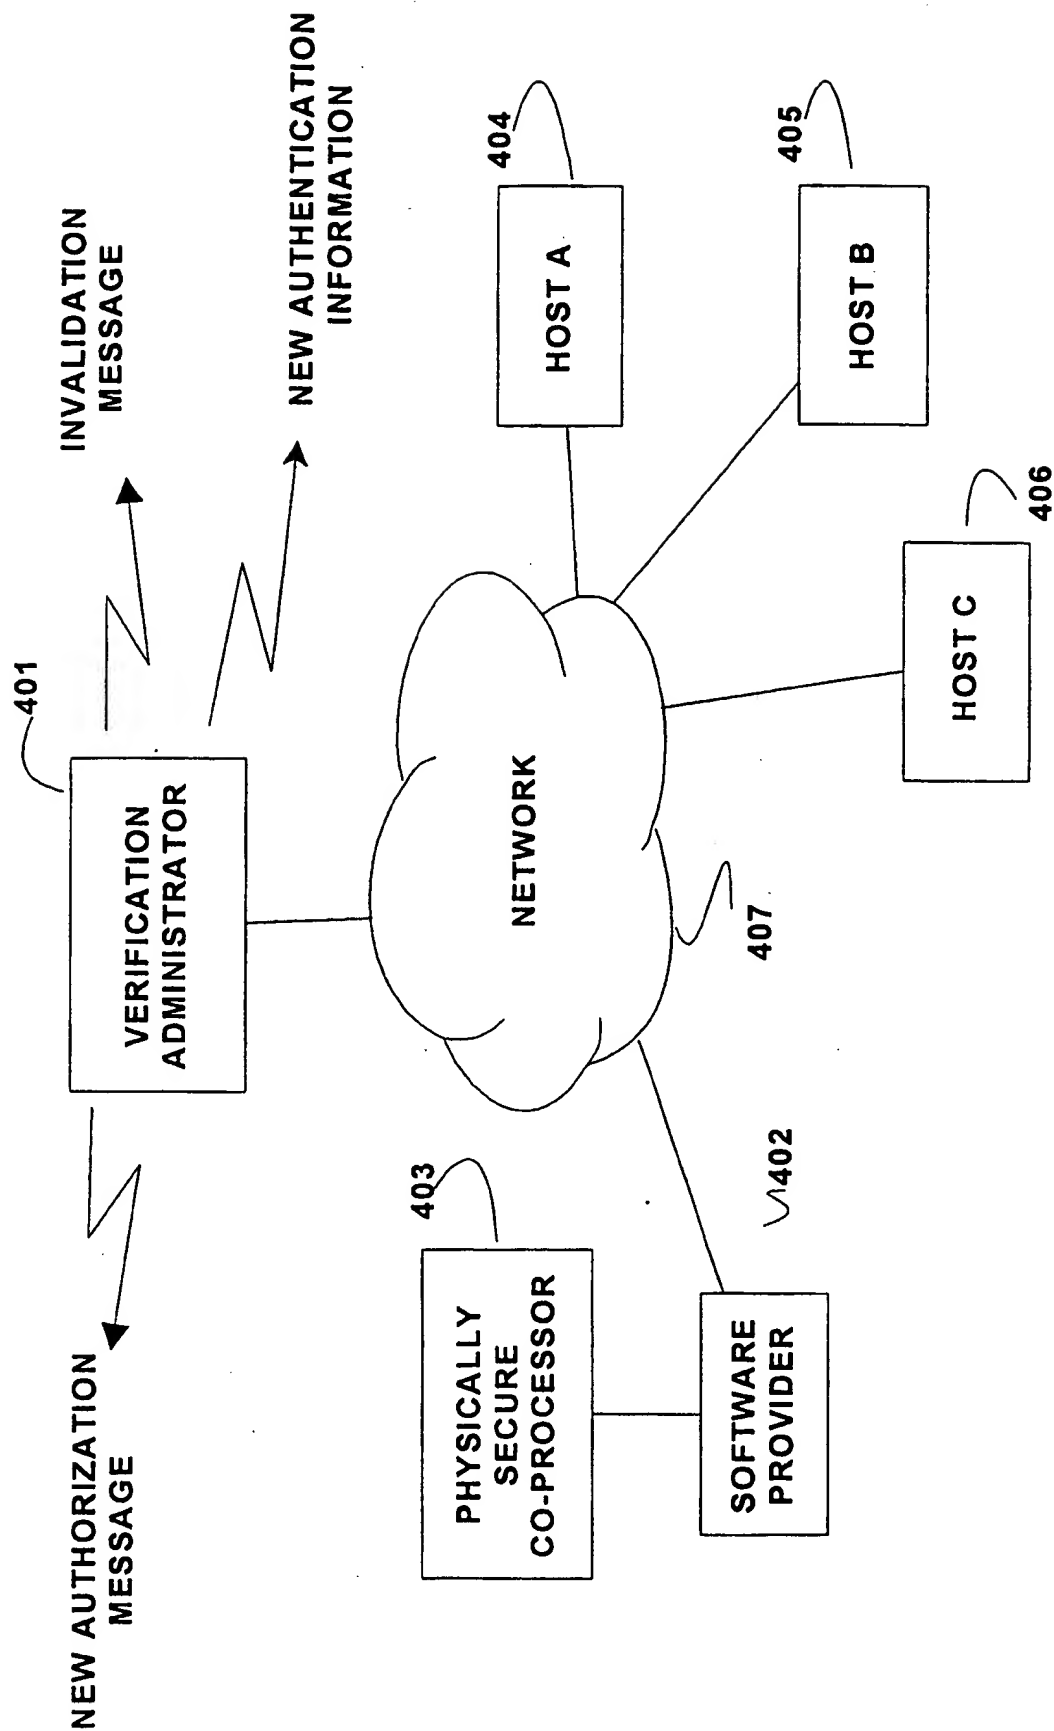 NEW AUTHORIZATION
MESSAGE
401
VERIFICATION
ADMINISTRATOR
INVALIDATION
MESSAGE
NEW AUTHENTICATION
INFORMATION
403
PHYSICALLY
SECURE
CO-PROCESSOR
NETWORK
407
404
HOST A
SOFTWARE
PROVIDER
402
405
HOST B
HOST C
406